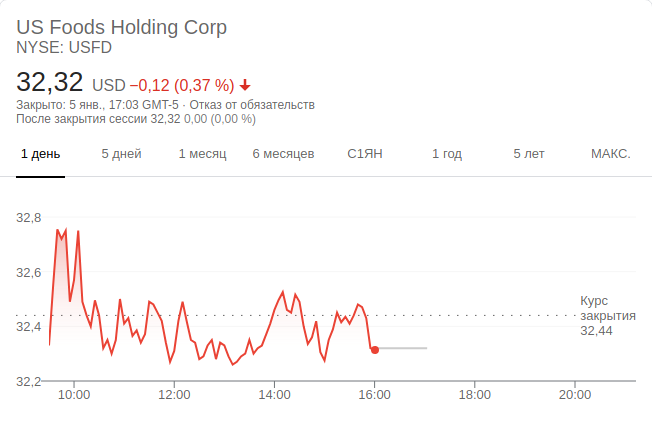 US Foods Holding Corp
NYSE: USFD
32,32 USD −0,12 (0,37 %)
Закрыто: 5 янв., 17:03 GMT-5 · Отказ от обязательств
После закрытия сессии 32,32 0,00 (0,00 %)
1 день 5 дней 1 месяц 6 месяцев С1ЯН 1 год 5 лет МАКС.
32,8
32,6
Курс
закрытия
32,4
32,44
32,2
10:00 12:00 14:00 16:00 18:00 20:00